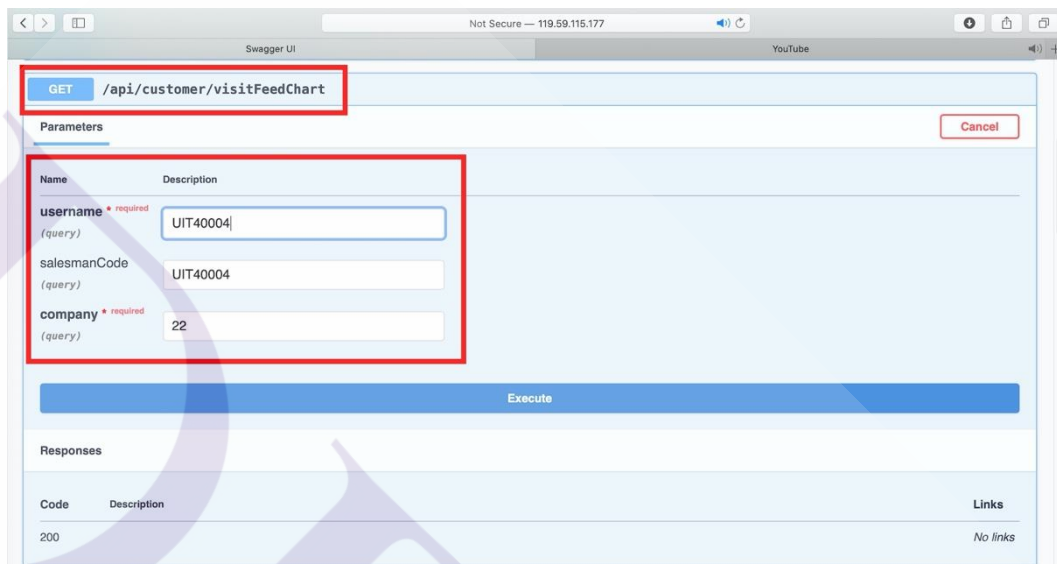 Not Secure — 119.59.115.177
Swagger UI
YouTube
GET /api/customer/visitFeedChart
Parameters
Cancel
Name Description
username * required
(query)
UIT40004
salesmanCode
(query)
UIT40004
company * required
(query)
22
Execute
Responses
Code Description Links
200 No links